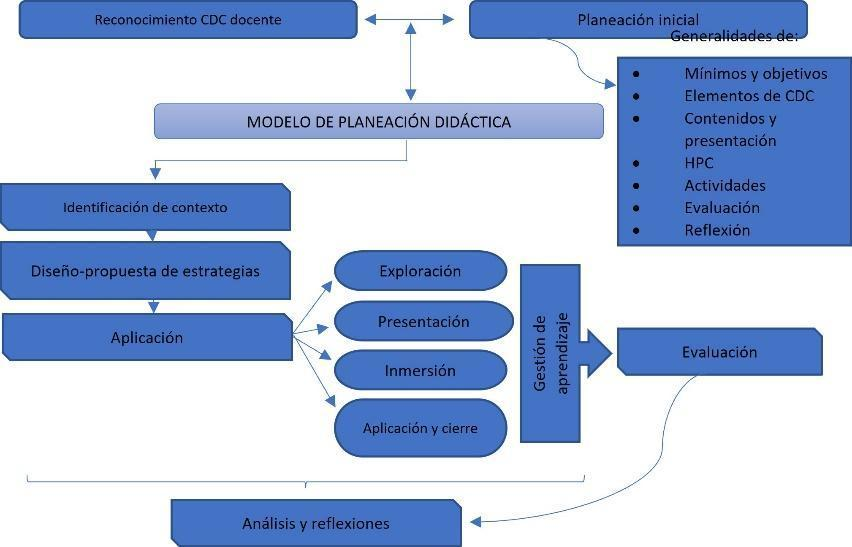 Reconocimiento CDC docente
Planeación inicial
Generalidades de:
Mínimos y objetivos
Elementos de CDC
Contenidos y
presentación
HPC
Actividades
Evaluación
Reflexión
MODELO DE PLANEACIÓN DIDÁCTICA
Identificación de contexto
Diseño-propuesta de estrategias
Aplicación
Exploración
Presentación
Inmersión
Aplicación y cierre
Gestión de
aprendizaje
Evaluación
Análisis y reflexiones